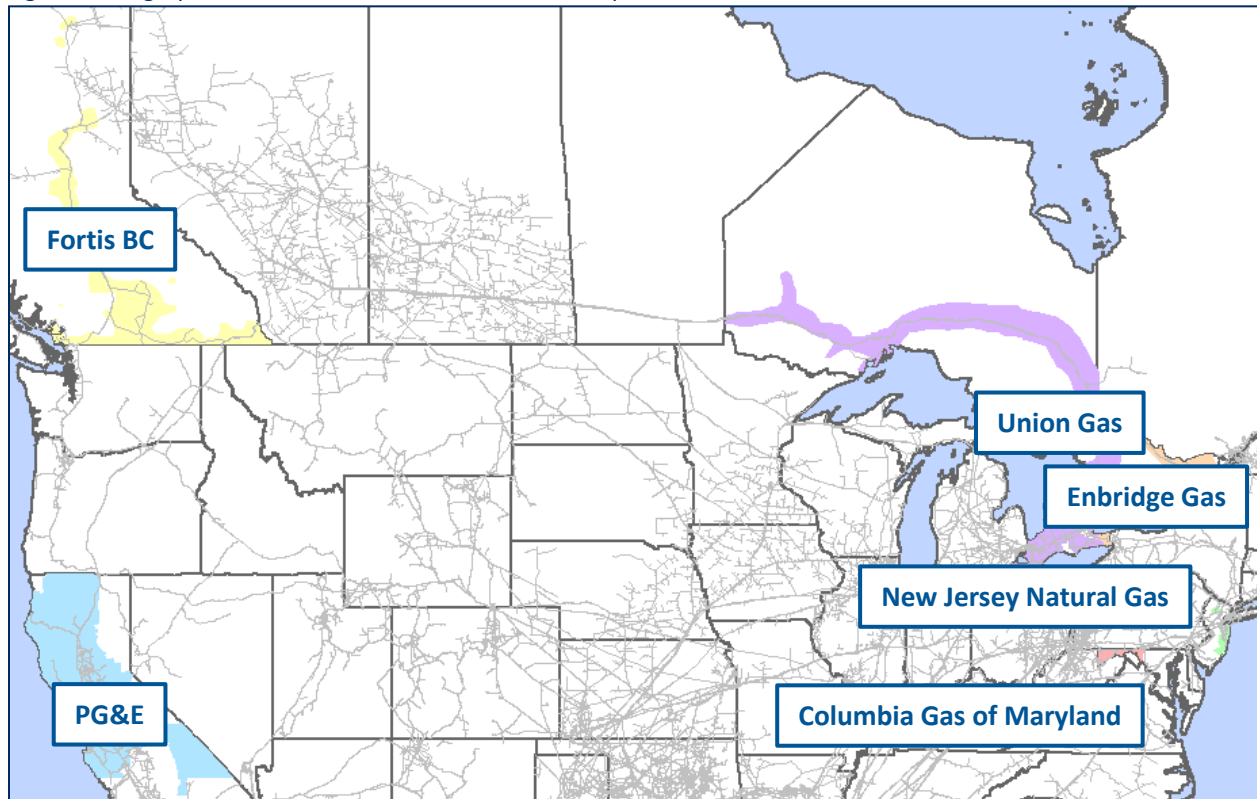 Fortis BC
Union Gas
Enbridge Gas
New Jersey Natural Gas
PG&E
Columbia Gas of Maryland